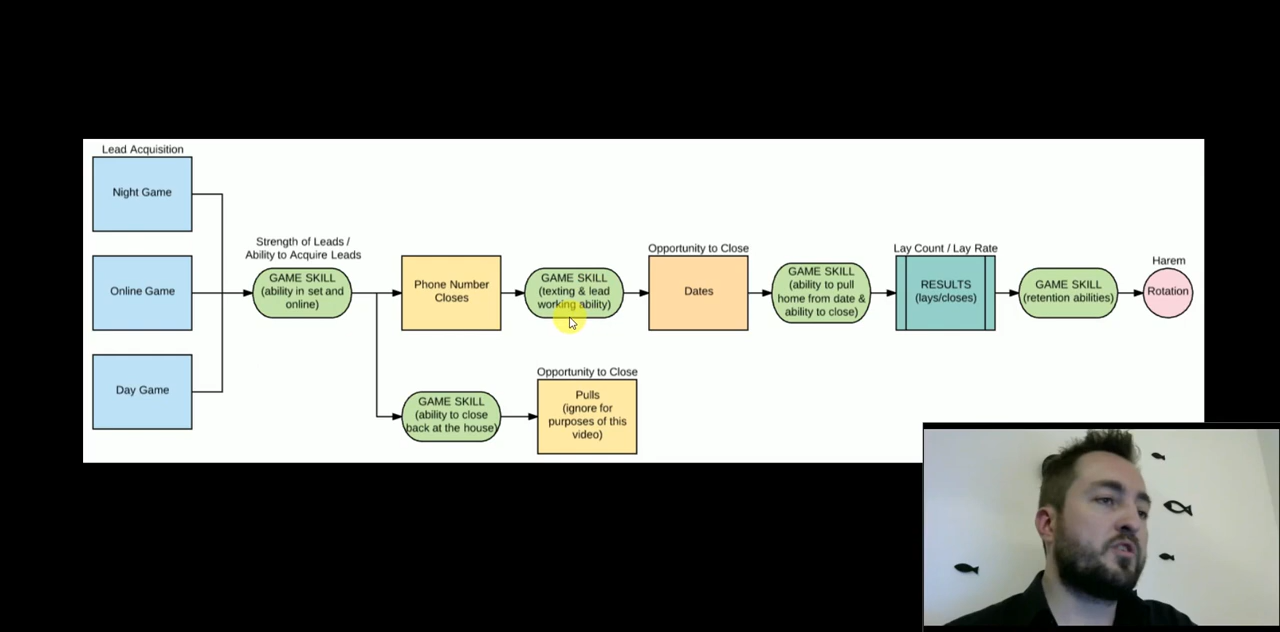 Lead Acquisition
Night Game
Online Game
Day Game
Strength of Leads /
Ability to Acquire Leads
GAME SKILL
(ability in set and
online)
Phone Number
Closes
GAME SKILL
(texting & lead
working ability)
Opportunity to Close
Dates
GAME SKILL
(ability to pull
home from date &
ability to close)
Lay Count / Lay Rate
RESULTS
(lays/closes)
GAME SKILL
(retention abilities)
Harem
Rotation
GAME SKILL
(ability to close
back at the house)
Opportunity to Close
Pulls
(ignore for
purposes of this
video)